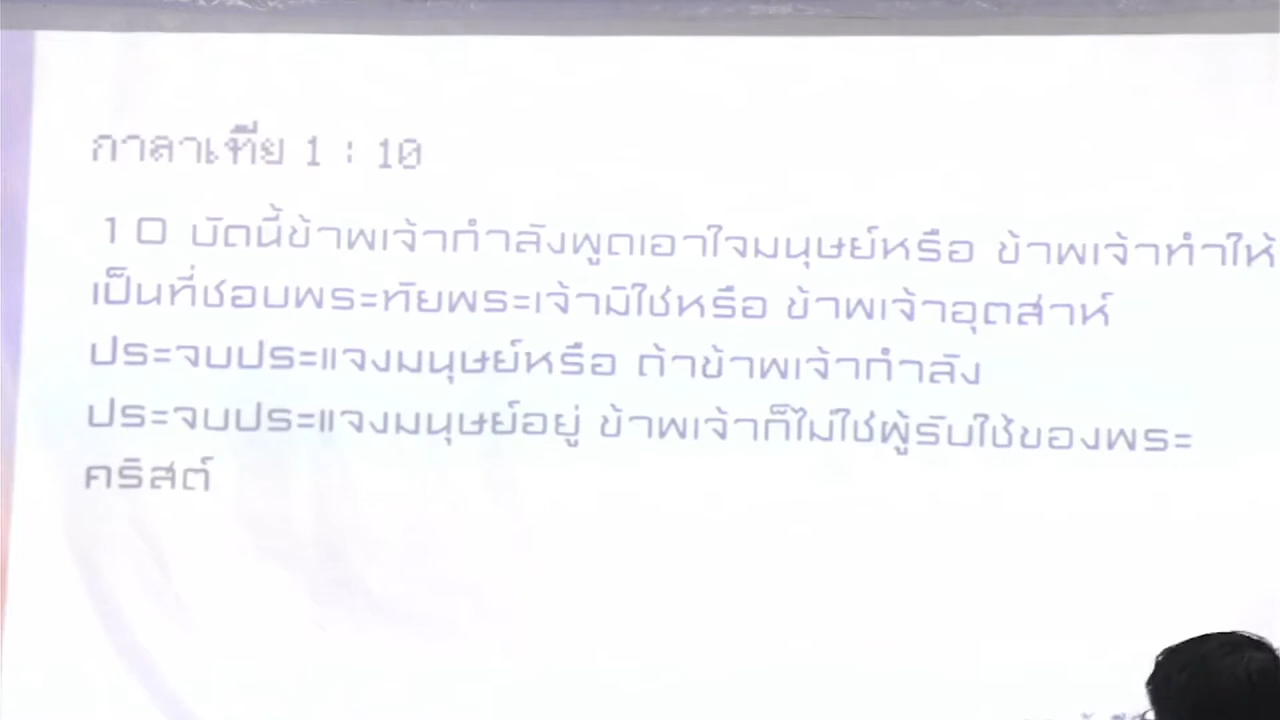 กาลาเทีย 1 : 10
10 บัดนี้ข้าพเจ้ากำลังพูดเอาใจมนุษย์หรือ ข้าพเจ้าทำให้
เป็นที่ชอบพระทัยพระเจ้ามิใช่หรือ ข้าพเจ้าอุตส่าห์
ประจบประแจงมนุษย์หรือ ถ้าข้าพเจ้ากำลัง
ประจบประแจงมนุษย์อยู่ ข้าพเจ้าก็ไม่ใช่ผู้รับใช้ของพระ
คริสต์